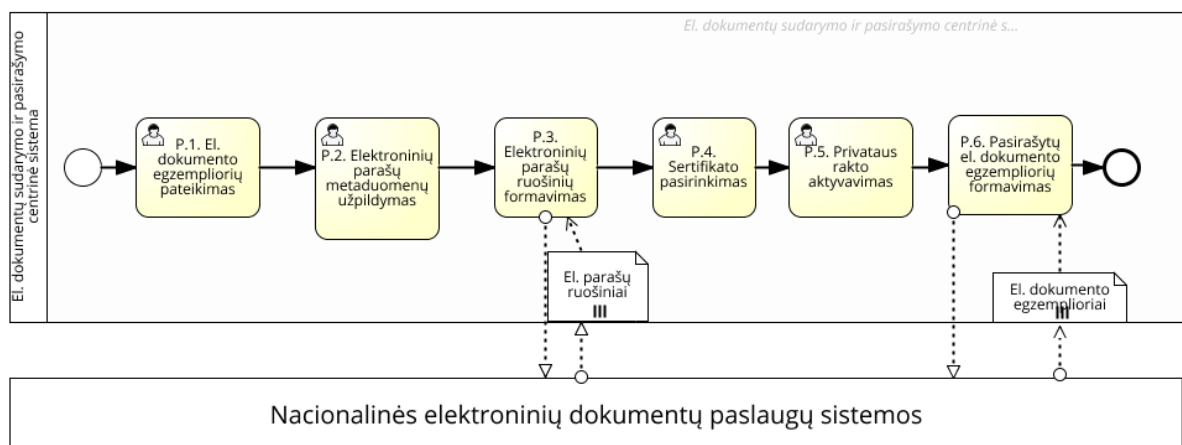 El. dokumentų sudarymo ir pasirašymo centrinė s...
El. dokumentų sudarymo ir pasirašymo
centrinė sistema
P.1. El.
dokumento
egzempliorių
pateikimas
P.2. Elektroninių
parašų
metaduomenų
užpildymas
P.3.
Elektroninių
parašų
ruošinių
formavimas
P.4.
Sertifikato
pasirinkimas
P.5. Privataus
rakto
aktyvavimas
P.6. Pasirašytų
el. dokumento
egzempliorių
formavimas
El. parašų
ruošiniai
El. dokumento
egzemplioriai
Nacionalinės elektroninių dokumentų paslaugų sistemos